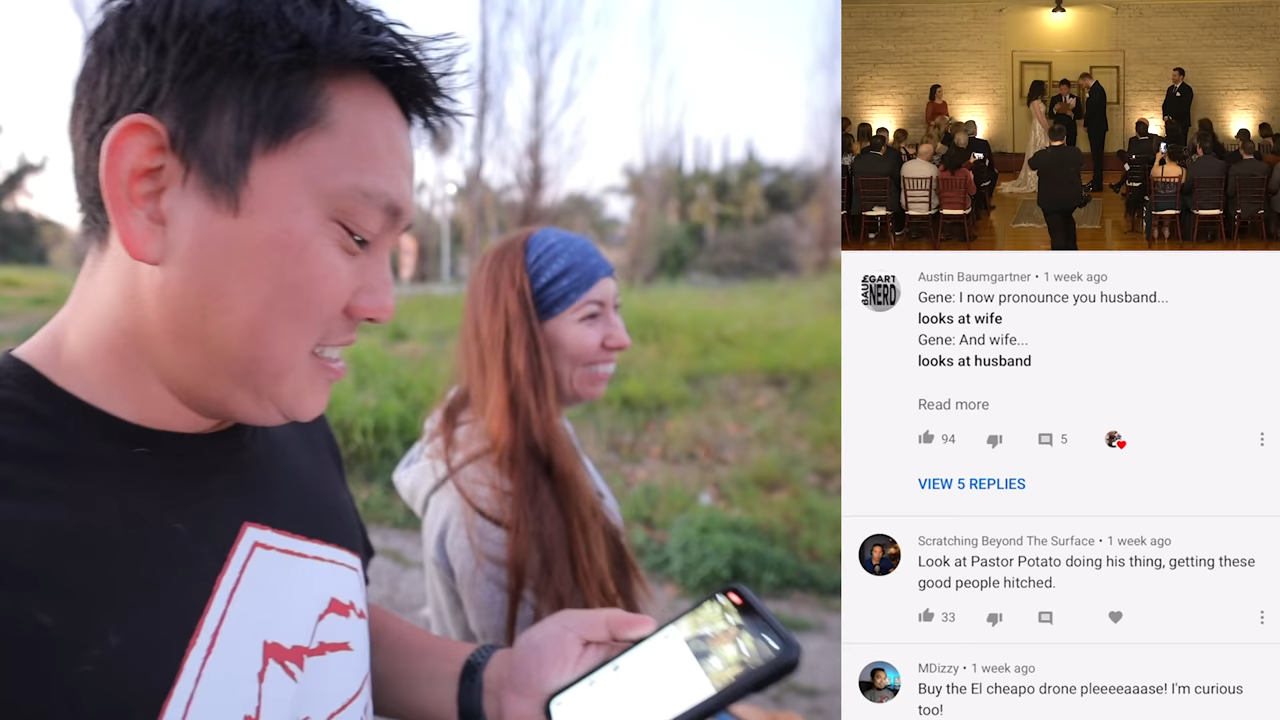 BAUMGART
NERD
Austin Baumgartner • 1 week ago
Gene: I now pronounce you husband...
looks at wife
Gene: And wife...
looks at husband
Read more
94
5
VIEW 5 REPLIES
Scratching Beyond The Surface • 1 week ago
Look at Pastor Potato doing his thing, getting these
good people hitched.
33
MDizzy • 1 week ago
Buy the El cheapo drone pleeeeaaase! I'm curious
too!